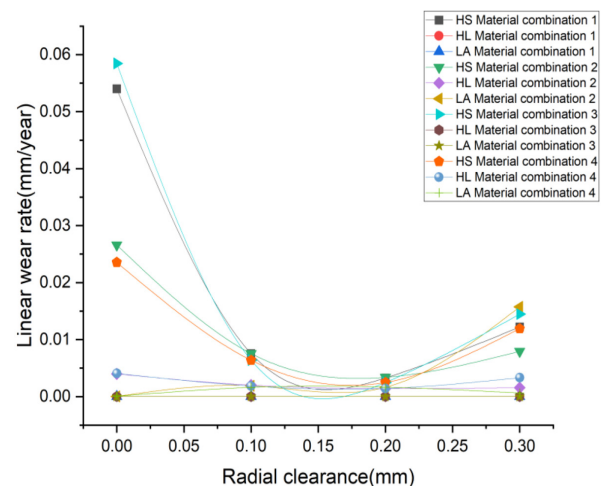 HS Material combination 1
HL Material combination 1
LA Material combination 1
HS Material combination 2
HL Material combination 2
LA Material combination 2
HS Material combination 3
HL Material combination 3
LA Material combination 3
HS Material combination 4
HL Material combination 4
LA Material combination 4
Linear wear rate(mm/year)
0.06
0.05
0.04
0.03
0.02
0.01
0.00
0.00 0.05 0.10 0.15 0.20 0.25 0.30
Radial clearance(mm)